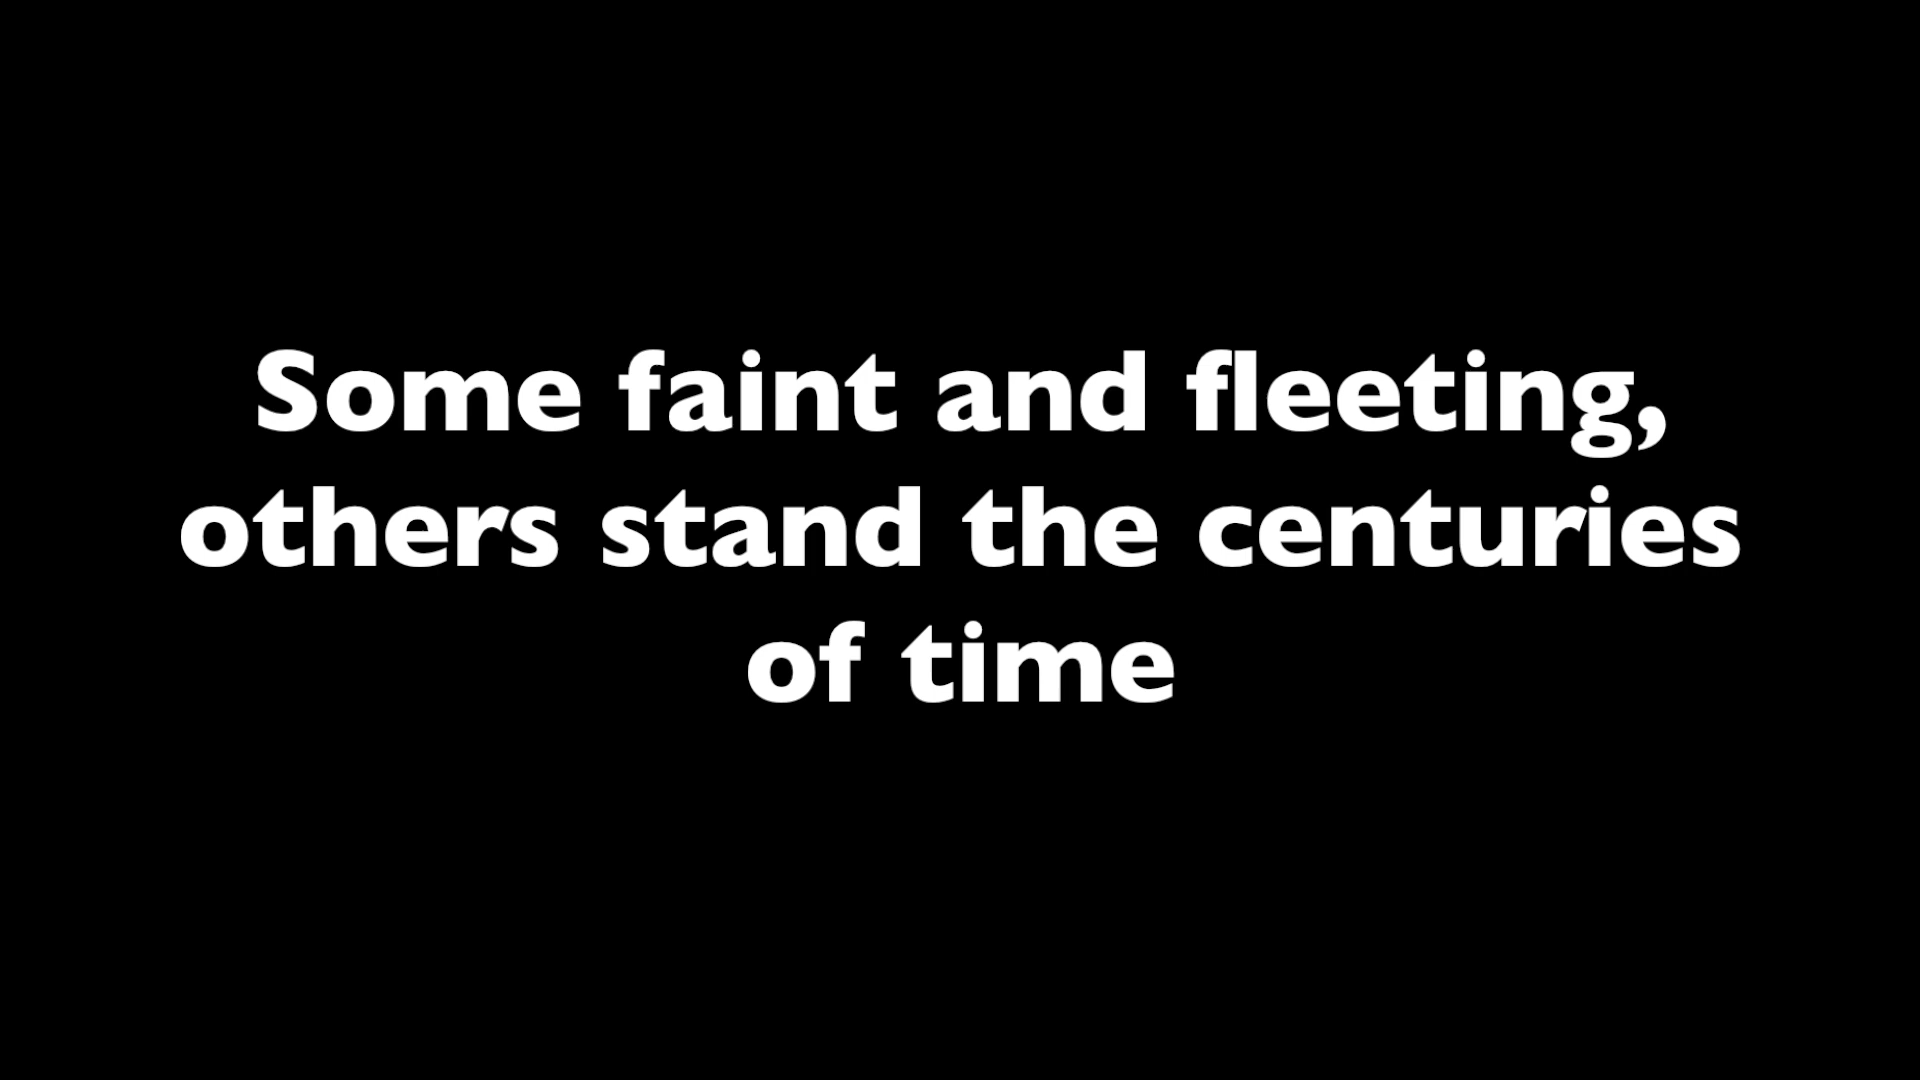 Some faint and fleeting,
others stand the centuries
of time